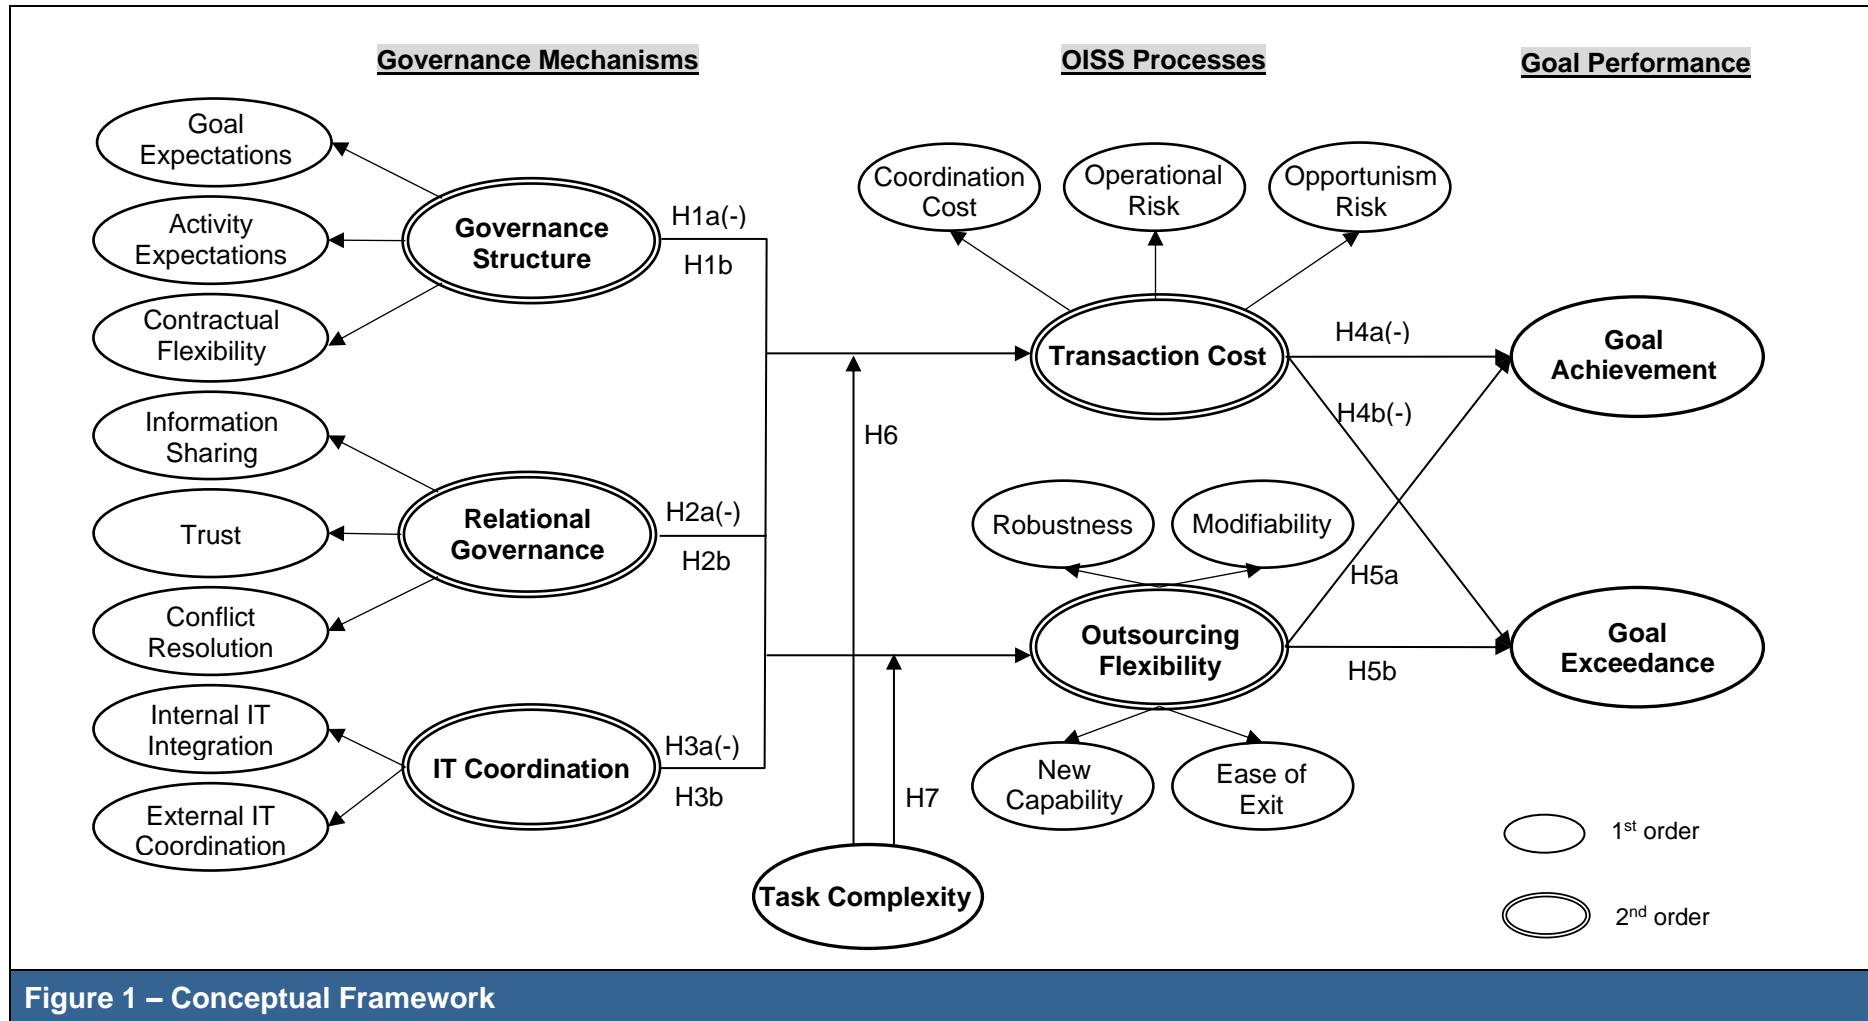 Governance Mechanisms
OISS Processes
Goal Performance
Goal
Expectations
Activity
Expectations
Contractual
Flexibility
Information
Sharing
Trust
Conflict
Resolution
Internal IT
Integration
External IT
Coordination
Governance
Structure
Relational
Governance
IT Coordination
H1a(-)
H1b
H2a(-)
H2b
H3a(-)
H3b
H6
H7
Task Complexity
Coordination
Cost
Operational
Risk
Opportunism
Risk
Transaction Cost
Robustness
Modifiability
Outsourcing
Flexibility
New
Capability
Ease of
Exit
H4a(-)
H4b(-)
H5a
H5b
Goal
Achievement
Goal
Exceedance
1st order
2nd order
Figure 1 – Conceptual Framework